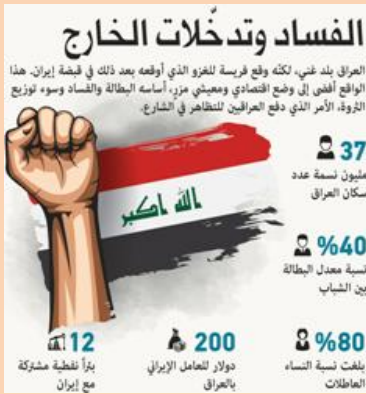 الفساد وتدخّلات الخارج
العراق بلد غني، لكنّه وقع فريسة للغزو الذي أوقعه بعد ذلك في قبضة إيران. هذا
الواقع أفضى إلى وضع اقتصادي ومعيشي مزرٍ، أساسه البطالة والفساد وسوء توزيع
الثروة، الأمر الذي دفع العراقيين للتظاهر في الشارع.
37
مليون نسمة عدد
سكان العراق
الله اكبر
%40
نسبة معدل البطالة
بين الشباب
%80
بلغت نسبة النساء
العاطلات
200
دولار للعامل الإيراني
بالعراق
12
بئراً نفطية مشتركة
مع إيران